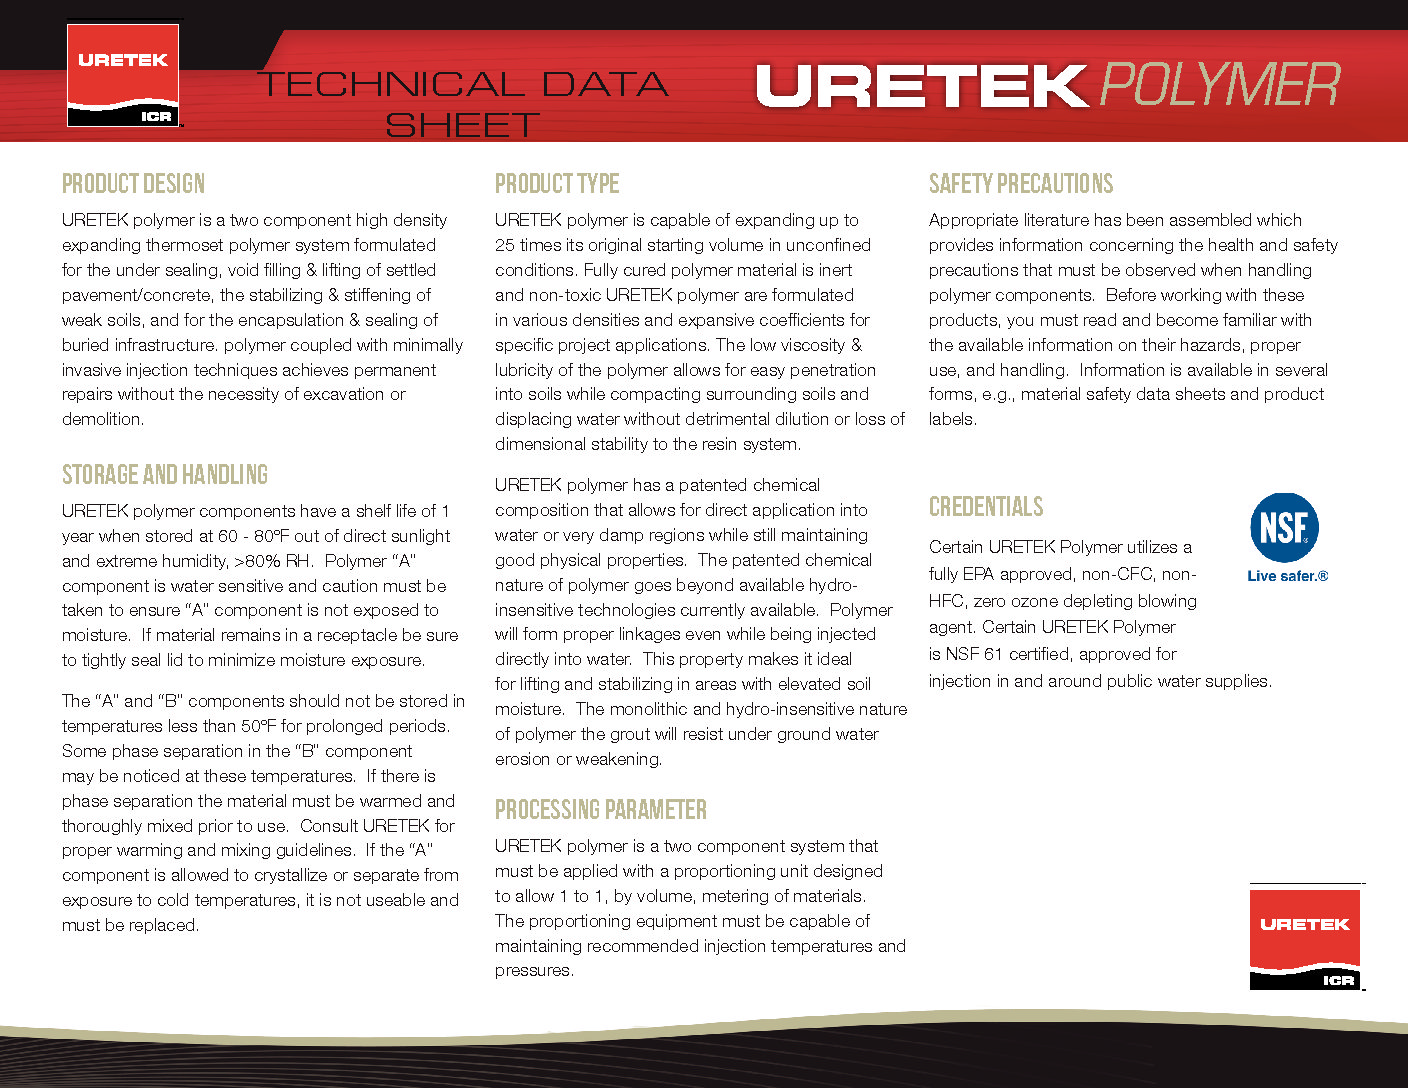 URETEK
ICR
TECHNICAL DATA
SHEET
URETEK POLYMER
PRODUCT DESIGN
URETEK polymer is a two component high density
expanding thermoset polymer system formulated
for the under sealing, void filling & lifting of settled
pavement/concrete, the stabilizing & stiffening of
weak soils, and for the encapsulation & sealing of
buried infrastructure. polymer coupled with minimally
invasive injection techniques achieves permanent
repairs without the necessity of excavation or
demolition.
STORAGE AND HANDLING
URETEK polymer components have a shelf life of 1
year when stored at 60 - 80ºF out of direct sunlight
and extreme humidity, >80% RH.  Polymer “A”
component is water sensitive and caution must be
taken to ensure “A” component is not exposed to
moisture.  If material remains in a receptacle be sure
to tightly seal lid to minimize moisture exposure.
The “A” and “B” components should not be stored in
temperatures less than 50ºF for prolonged periods.
Some phase separation in the “B” component
may be noticed at these temperatures.  If there is
phase separation the material must be warmed and
thoroughly mixed prior to use.  Consult URETEK for
proper warming and mixing guidelines.  If the “A”
component is allowed to crystallize or separate from
exposure to cold temperatures, it is not useable and
must be replaced.
PRODUCT TYPE
URETEK polymer is capable of expanding up to
25 times its original starting volume in unconfined
conditions. Fully cured polymer material is inert
and non-toxic URETEK polymer are formulated
in various densities and expansive coefficients for
specific project applications. The low viscosity &
lubricity of the polymer allows for easy penetration
into soils while compacting surrounding soils and
displacing water without detrimental dilution or loss of
dimensional stability to the resin system.
URETEK polymer has a patented chemical
composition that allows for direct application into
water or very damp regions while still maintaining
good physical properties.  The patented chemical
nature of polymer goes beyond available hydro-
insensitive technologies currently available.  Polymer
will form proper linkages even while being injected
directly into water.  This property makes it ideal
for lifting and stabilizing in areas with elevated soil
moisture.  The monolithic and hydro-insensitive nature
of polymer the grout will resist under ground water
erosion or weakening.
PROCESSING PARAMETER
URETEK polymer is a two component system that
must be applied with a proportioning unit designed
to allow 1 to 1, by volume, metering of materials.
The proportioning equipment must be capable of
maintaining recommended injection temperatures and
pressures.
SAFETY PRECAUTIONS
Appropriate literature has been assembled which
provides information concerning the health and safety
precautions that must be observed when handling
polymer components.  Before working with these
products, you must read and become familiar with
the available information on their hazards, proper
use, and handling.  Information is available in several
forms, e.g., material safety data sheets and product
labels.
CREDENTIALS
Certain URETEK Polymer utilizes a
fully EPA approved, non-CFC, non-
HFC, zero ozone depleting blowing
agent. Certain URETEK Polymer
is NSF 61 certified, approved for
injection in and around public water supplies.
NSF®
Live safer.®
URETEK
ICR